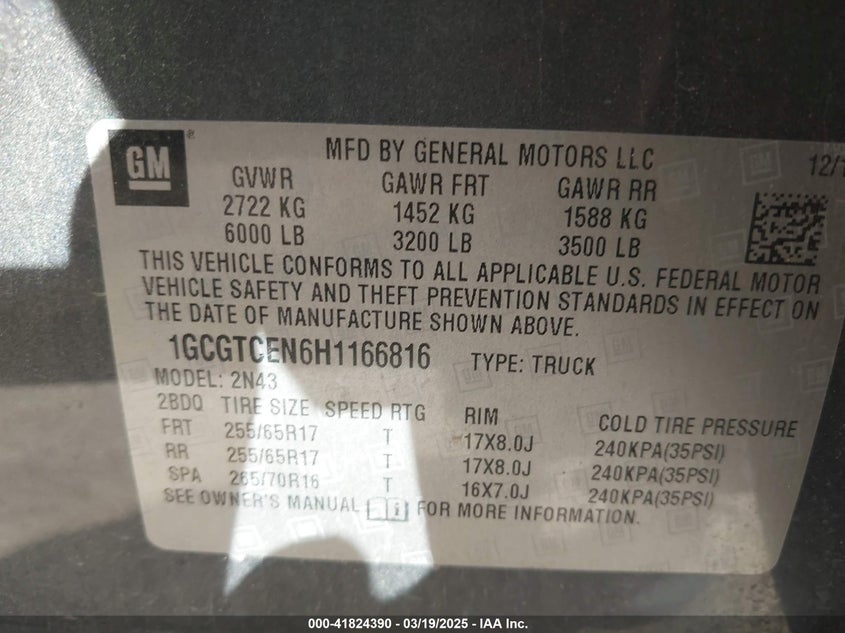 GM
MFD BY GENERAL MOTORS LLC
12/1
GVWR GAWR FRT GAWR RR
2722 KG 1452 KG 1588 KG
6000 LB 3200 LB 3500 LB
THIS VEHICLE CONFORMS TO ALL APPLICABLE U.S. FEDERAL MOTOR
VEHICLE SAFETY AND THEFT PREVENTION STANDARDS IN EFFECT ON
THE DATE OF MANUFACTURE SHOWN ABOVE.
1GCGTCEN6H1166816 TYPE: TRUCK
MODEL: 2N43
2BDQ TIRE SIZE SPEED RTG RIM COLD TIRE PRESSURE
FRT 255/65R17 T 17X8.0J 240KPA(35PSI)
RR 255/65R17 T 17X8.0J 240KPA(35PSI)
SPA 265/70R16 T 16X7.0J 240KPA(35PSI)
SEE OWNER'S MANUAL i FOR MORE INFORMATION.
000-41824390 — 03/19/2025 — IAA Inc.